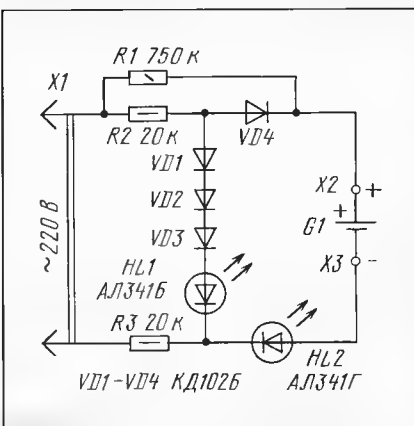 R1 750 к
X1
R2 20 к
VD4
VD1
X2 +
VD2
+
G1
VD3
~220 В
X3 -
HL1
АЛ341Б
R3 20 к
HL2
VD1-VD4 КД102Б
АЛ341Г